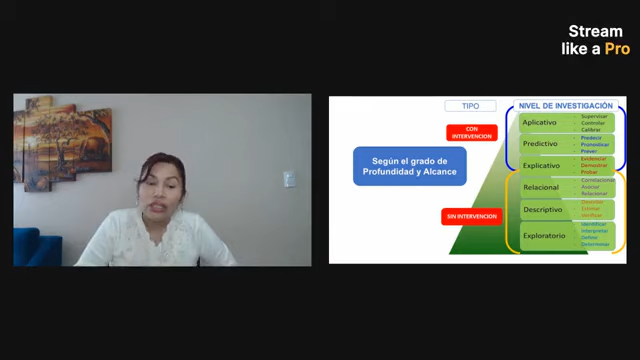 Stream
like a Pro
TIPO
NIVEL DE INVESTIGACIÓN
CON
INTERVENCION
Según el grado de
Profundidad y Alcance
SIN INTERVENCION
Aplicativo
- Supervisar
- Controlar
- Calibrar
Predictivo
- Predecir
- Pronosticar
- Prever
Explicativo
- Evidenciar
- Demostrar
- Probar
Relacional
- Correlacionar
- Asociar
- Relacionar
Descriptivo
- Describir
- Estimar
- Verificar
Exploratorio
- Identificar
- Interpretar
- Definir
- Determinar